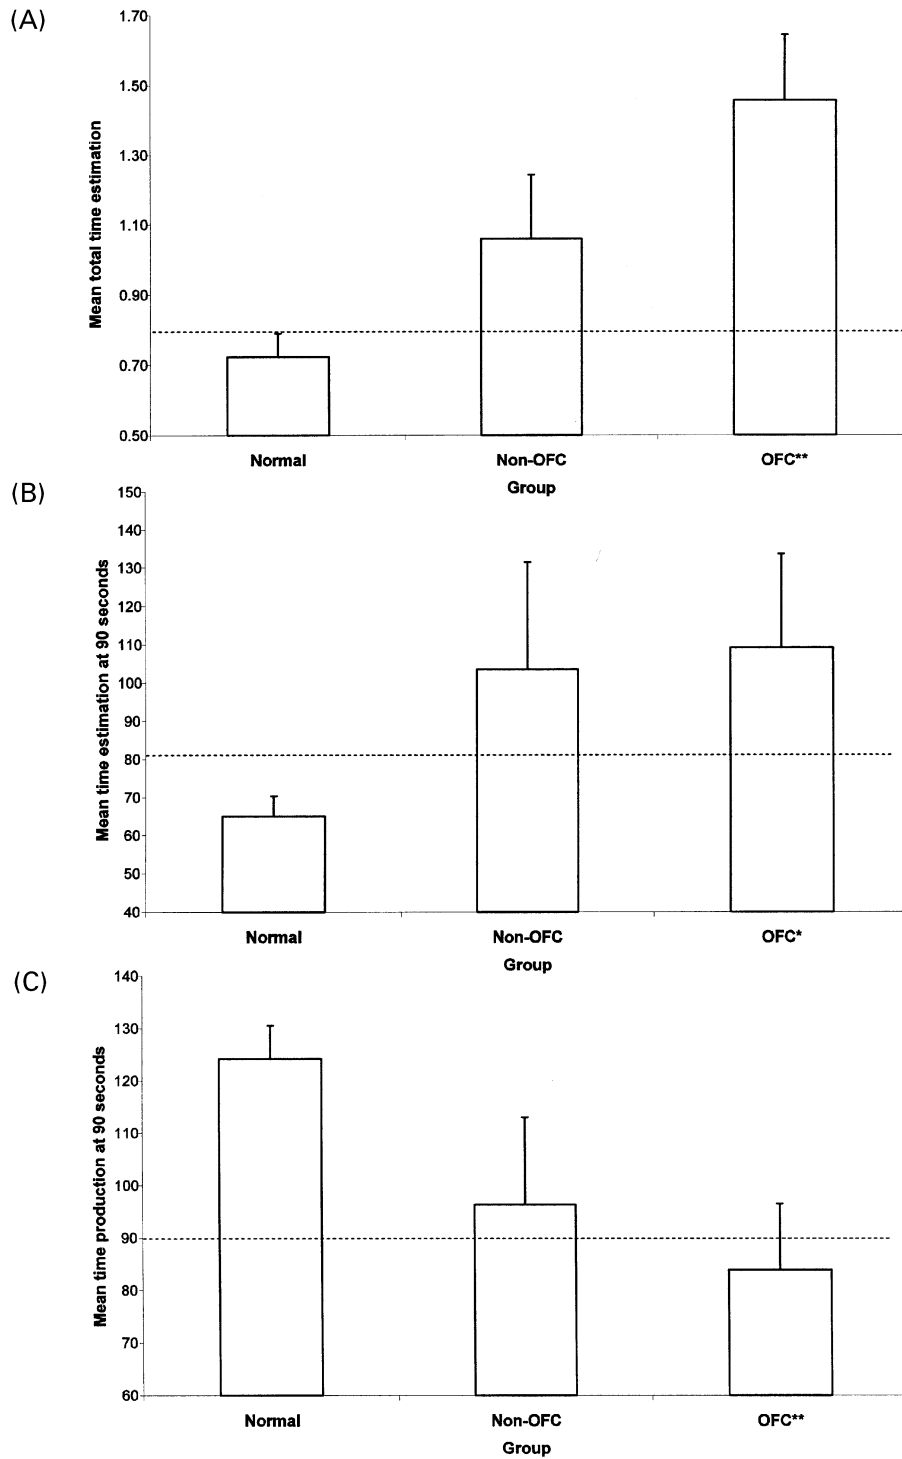 (A)
Mean total time estimation
1.70
1.50
1.30
1.10
0.90
0.70
0.50
Normal Non-OFC OFC**
Group
(B)
Mean time estimation at 90 seconds
150
140
130
120
110
100
90
80
70
60
50
40
Normal Non-OFC OFC*
Group
(C)
Mean time production at 90 seconds
140
130
120
110
100
90
80
70
60
Normal Non-OFC OFC**
Group